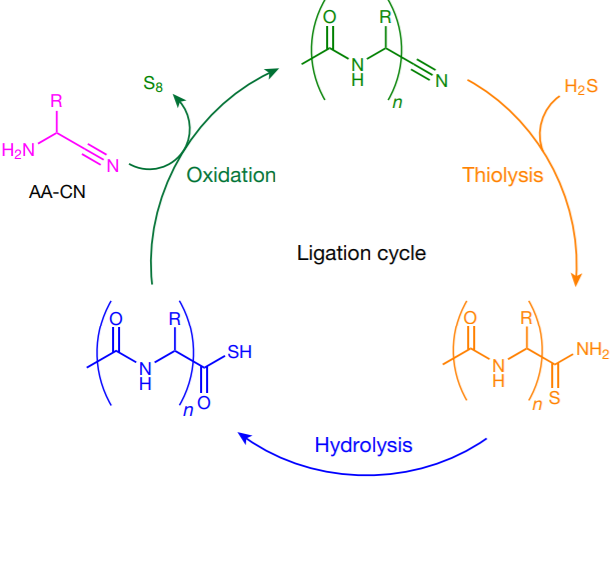 O
R
N
H
N
n
S8
H2S
R
H2N
N
AA-CN
Oxidation
Thiolysis
Ligation cycle
O
R
SH
N
H
O
n
O
R
NH2
N
H
S
n
Hydrolysis